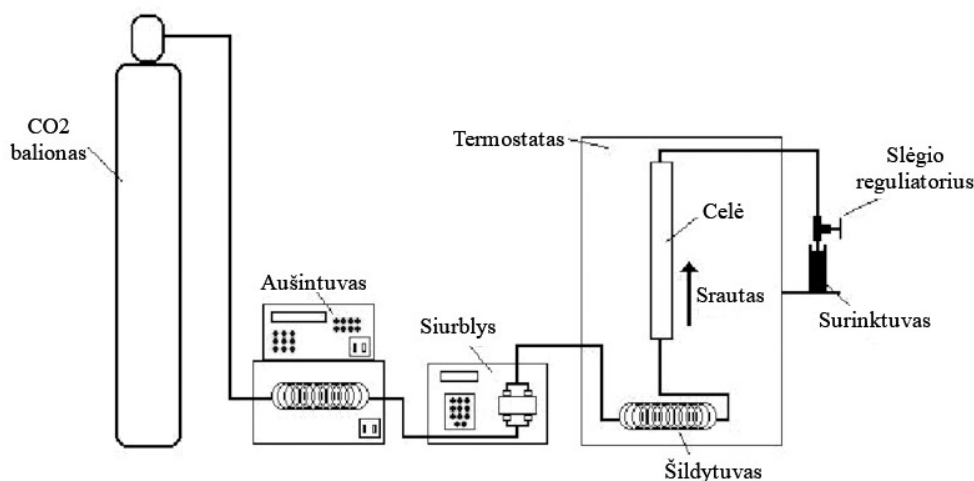 CO2
balionas
Aušintuvas
Siurblys
Termostatas
Celė
Srautas
Šildytuvas
Slėgio
reguliatorius
Surinktuvas